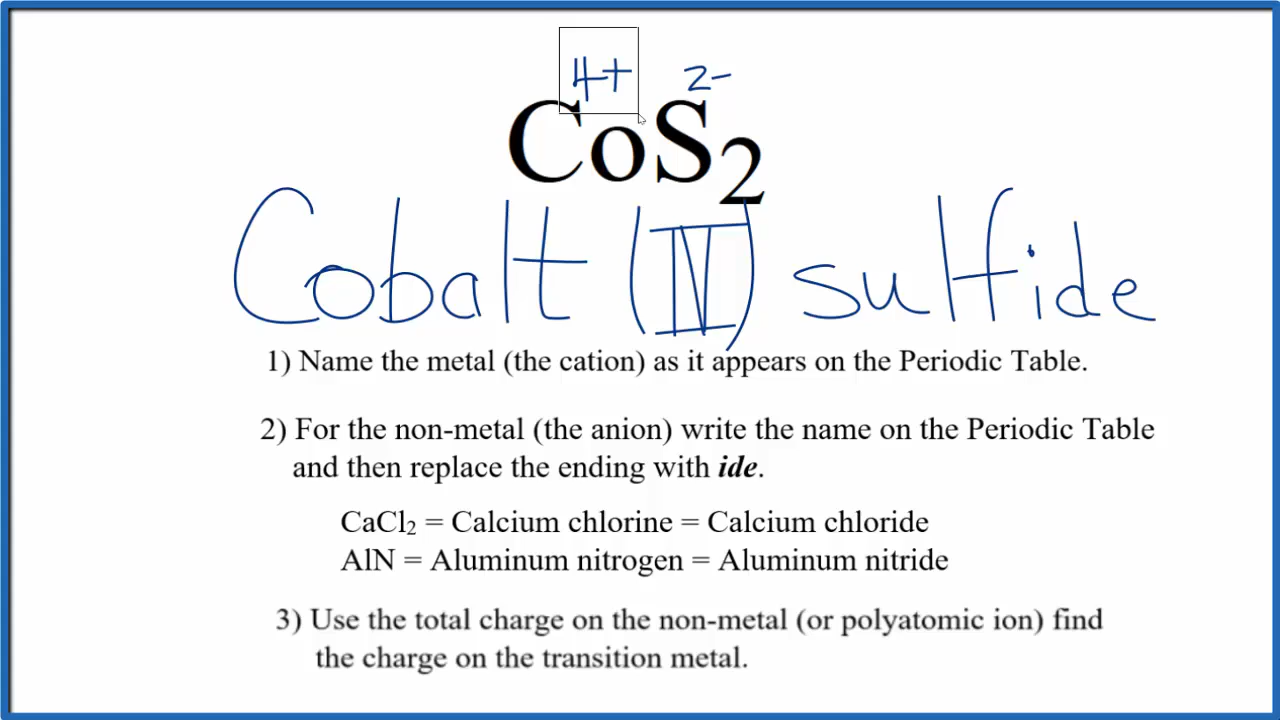 4+ 2-
CoS₂
Cobalt (IV) sulfide
1) Name the metal (the cation) as it appears on the Periodic Table.
2) For the non-metal (the anion) write the name on the Periodic Table
and then replace the ending with ide.
CaCl₂ = Calcium chlorine = Calcium chloride
AlN = Aluminum nitrogen = Aluminum nitride
3) Use the total charge on the non-metal (or polyatomic ion) find
the charge on the transition metal.